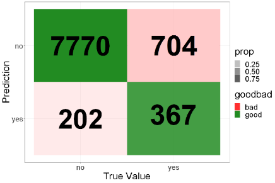 no
7770
704
yes
202
367
no
yes
Prediction
True Value
prop
0.25
0.50
0.75
goodbad
bad
good